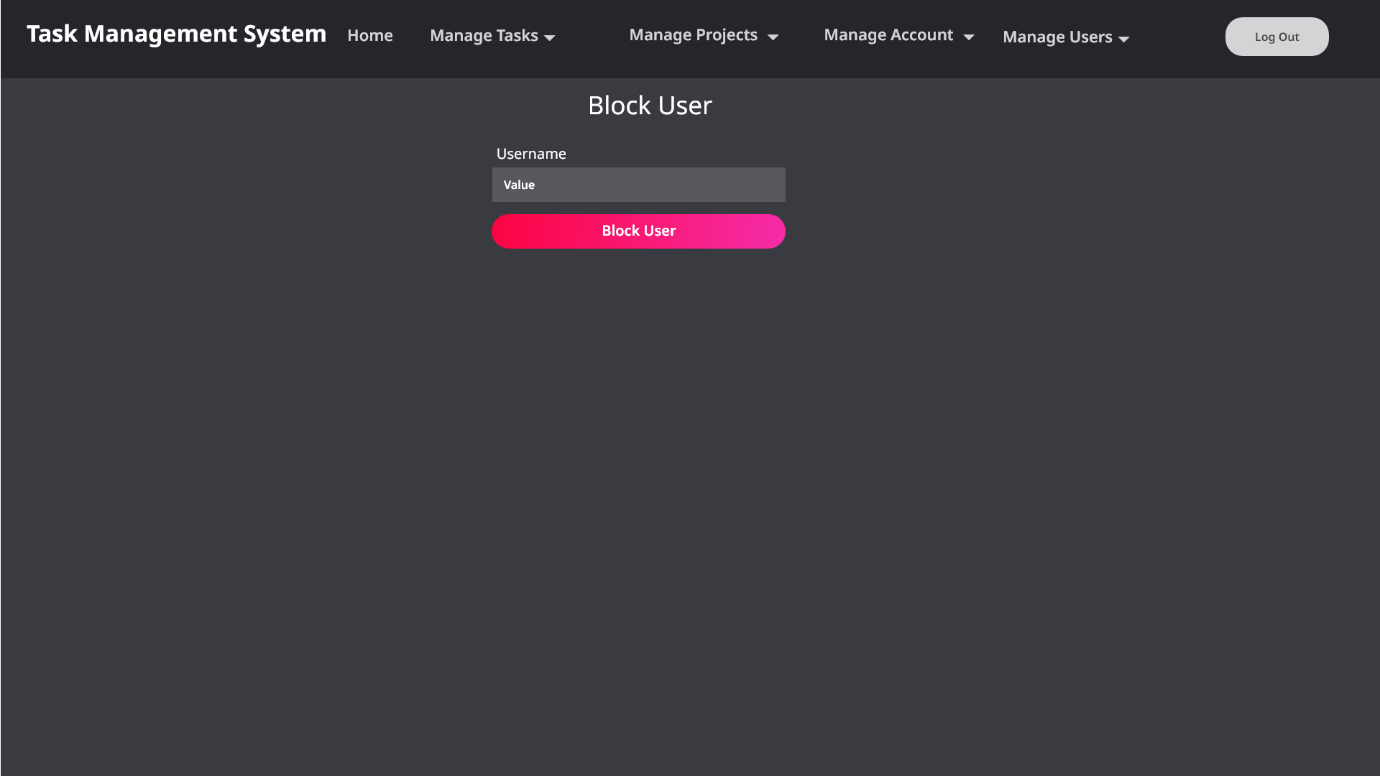 Task Management System Home Manage Tasks Manage Projects Manage Account Manage Users Log Out
Block User
Username
Value
Block User